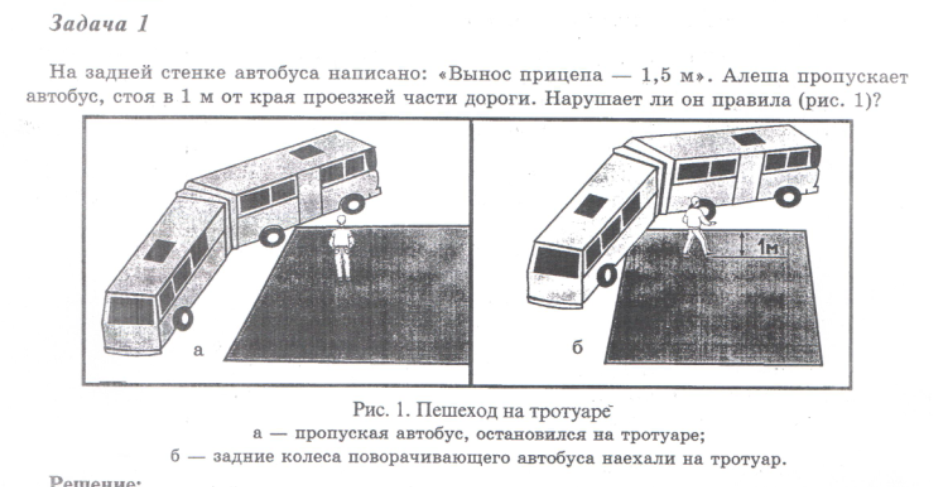 Задача 1
На задней стенке автобуса написано: «Вынос прицепа — 1,5 м». Алеша пропускает
автобус, стоя в 1 м от края проезжей части дороги. Нарушает ли он правила (рис. 1)?
1м
а
б
Рис. 1. Пешеход на тротуаре
а — пропуская автобус, остановился на тротуаре;
б — задние колеса поворачивающего автобуса наехали на тротуар.
Решение: